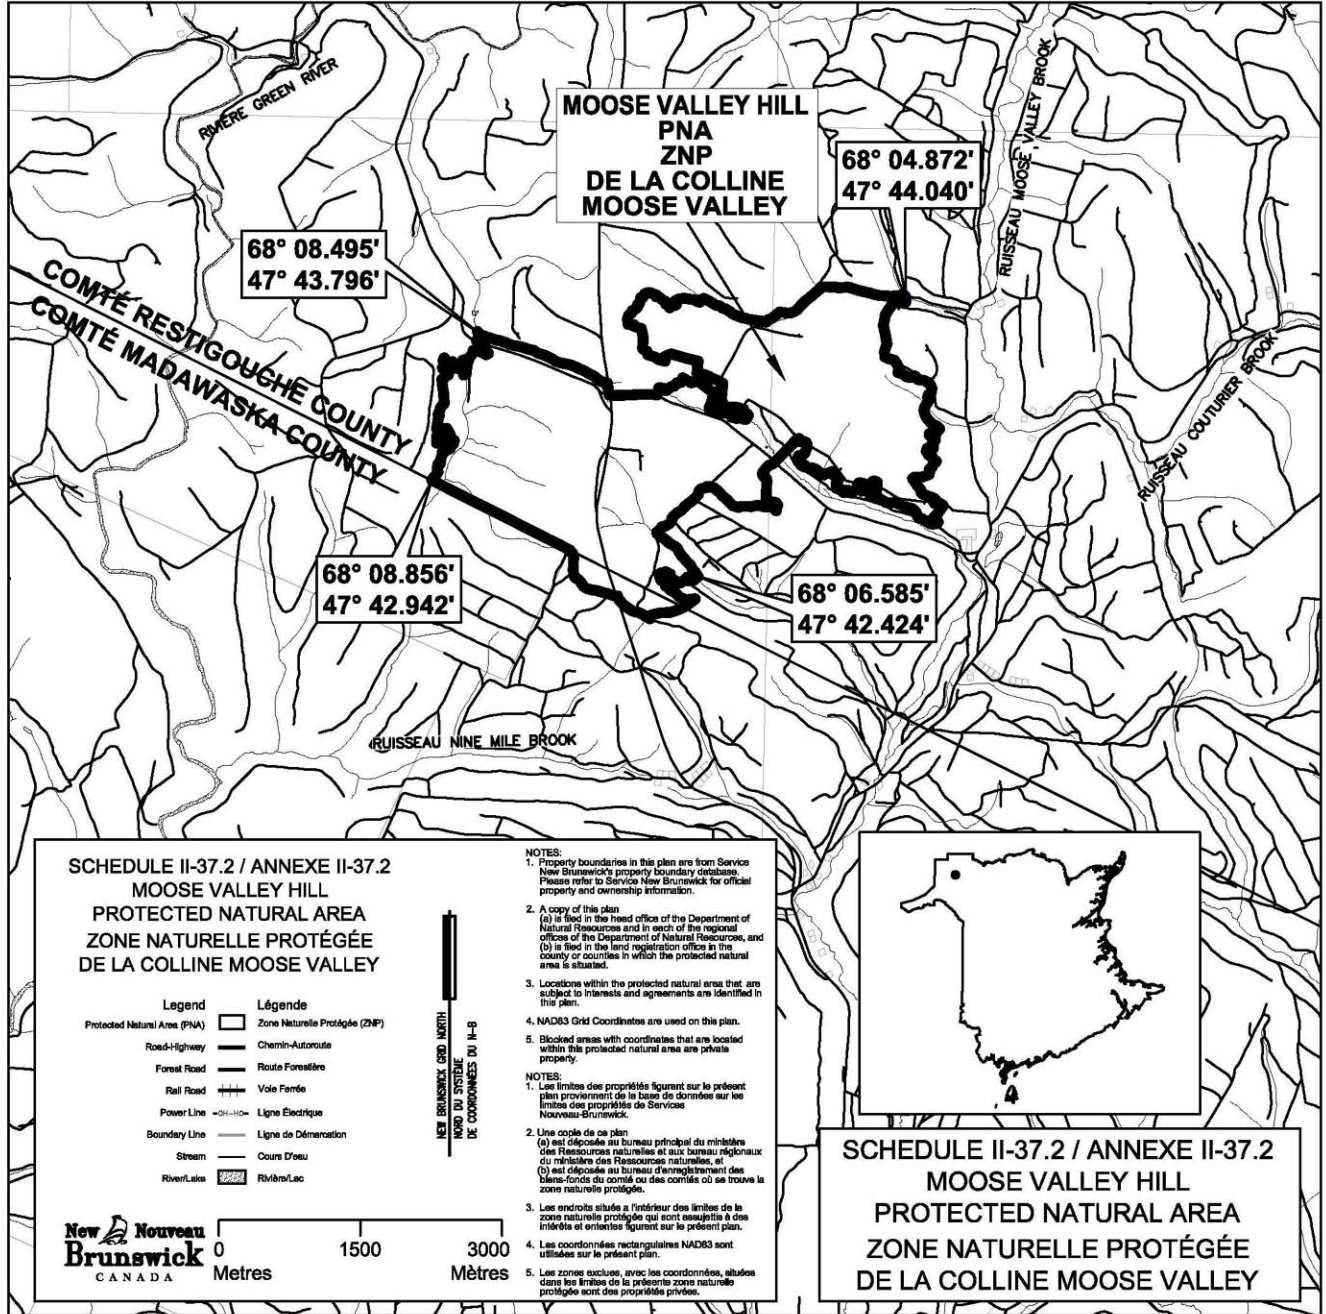 RIVIÈRE GREEN RIVER
MOOSE VALLEY HILL
PNA
ZNP
DE LA COLLINE
MOOSE VALLEY
68° 04.872'
47° 44.040'
RUISSEAU MOOSE VALLEY BROOK
68° 08.495'
47° 43.796'
COMTÉ RESTIGOUCHE COUNTY
COMTÉ MADAWASKA COUNTY
RUISSEAU COUTURIER BROOK
68° 08.856'
47° 42.942'
68° 06.585'
47° 42.424'
RUISSEAU NINE MILE BROOK
SCHEDULE II-37.2 / ANNEXE II-37.2
MOOSE VALLEY HILL
PROTECTED NATURAL AREA
ZONE NATURELLE PROTÉGÉE
DE LA COLLINE MOOSE VALLEY
Legend Légende
Protected Natural Area (PNA) Zone Naturelle Protégée (ZNP)
Road-Highway Chemin-Autoroute
Forest Road Route Forestière
Rail Road Voie Ferrée
Power Line -OH-HO- Ligne Électrique
Boundary Line Ligne de Démarcation
Stream Cours D'eau
River/Lake Rivière/Lac
NEW BRUNSWICK GRID NORTH
NORD DU SYSTÈME
DE COORDONNÉES DU N-B
New Nouveau
Brunswick
CANADA
0 1500 3000
Metres Mètres
NOTES:
1. Property boundaries in this plan are from Service
New Brunswick's property boundary database.
Please refer to Service New Brunswick for official
property and ownership information.
2. A copy of this plan
(a) is filed in the head office of the Department of
Natural Resources and in each of the regional
offices of the Department of Natural Resources, and
(b) is filed in the land registration office in the
county or counties in which the protected natural
area is situated.
3. Locations within the protected natural area that are
subject to interests and agreements are identified in
this plan.
4. NAD83 Grid Coordinates are used on this plan.
5. Blocked areas with coordinates that are located
within this protected natural area are private
property.
NOTES:
1. Les limites des propriétés figurant sur le présent
plan proviennent de la base de données sur les
limites des propriétés de Services
Nouveau-Brunswick.
2. Une copie de ce plan
(a) est déposée au bureau principal du ministère
des Ressources naturelles et aux bureau régionaux
du ministère des Ressources naturelles, et
(b) est déposée au bureau d'enregistrement des
biens-fonds du comté ou des comtés où se trouve la
zone naturelle protégée.
3. Les endroits situés a l'intérieur des limites de la
zone naturelle protégée qui sont assujettis à des
intérêts et ententes figurent sur le présent plan.
4. Les coordonnées rectangulaires NAD83 sont
utilisées sur le présent plan.
5. Les zones exclues, avec les coordonnées, situées
dans les limites de la présente zone naturelle
protégée sont des propriétés privées.
SCHEDULE II-37.2 / ANNEXE II-37.2
MOOSE VALLEY HILL
PROTECTED NATURAL AREA
ZONE NATURELLE PROTÉGÉE
DE LA COLLINE MOOSE VALLEY